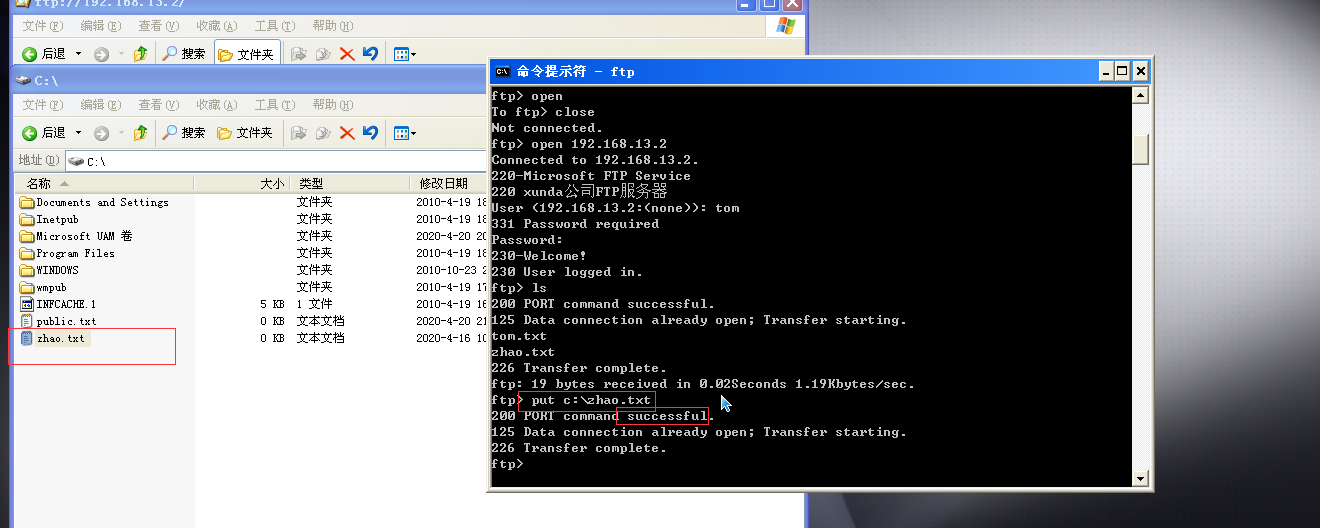 ftp://192.168.13.2/
文件(F) 编辑(E) 查看(V) 收藏(A) 工具(T) 帮助(H)
后退 搜索 文件夹
C:\
文件(F) 编辑(E) 查看(V) 收藏(A) 工具(T) 帮助(H)
后退 搜索 文件夹
地址(D) C:\
名称 大小 类型 修改日期
Documents and Settings 文件夹 2010-4-19 18
Inetpub 文件夹 2010-4-19 18
Microsoft UAM 卷 文件夹 2020-4-20 20
Program Files 文件夹 2010-4-19 18
WINDOWS 文件夹 2010-10-23 2
wmpub 文件夹 2010-4-19 17
INFCACHE.1 5 KB 1 文件 2010-4-19 16
public.txt 0 KB 文本文档 2020-4-20 21
zhao.txt 0 KB 文本文档 2020-4-16 10
命令提示符 - ftp
ftp> open
To ftp> close
Not connected.
ftp> open 192.168.13.2
Connected to 192.168.13.2.
220-Microsoft FTP Service
220 xunda公司FTP服务器
User (192.168.13.2:(none)): tom
331 Password required
Password:
230-Welcome!
230 User logged in.
ftp> ls
200 PORT command successful.
125 Data connection already open; Transfer starting.
tom.txt
zhao.txt
226 Transfer complete.
ftp: 19 bytes received in 0.02Seconds 1.19Kbytes/sec.
ftp> put c:\zhao.txt
200 PORT command successful.
125 Data connection already open; Transfer starting.
226 Transfer complete.
ftp>